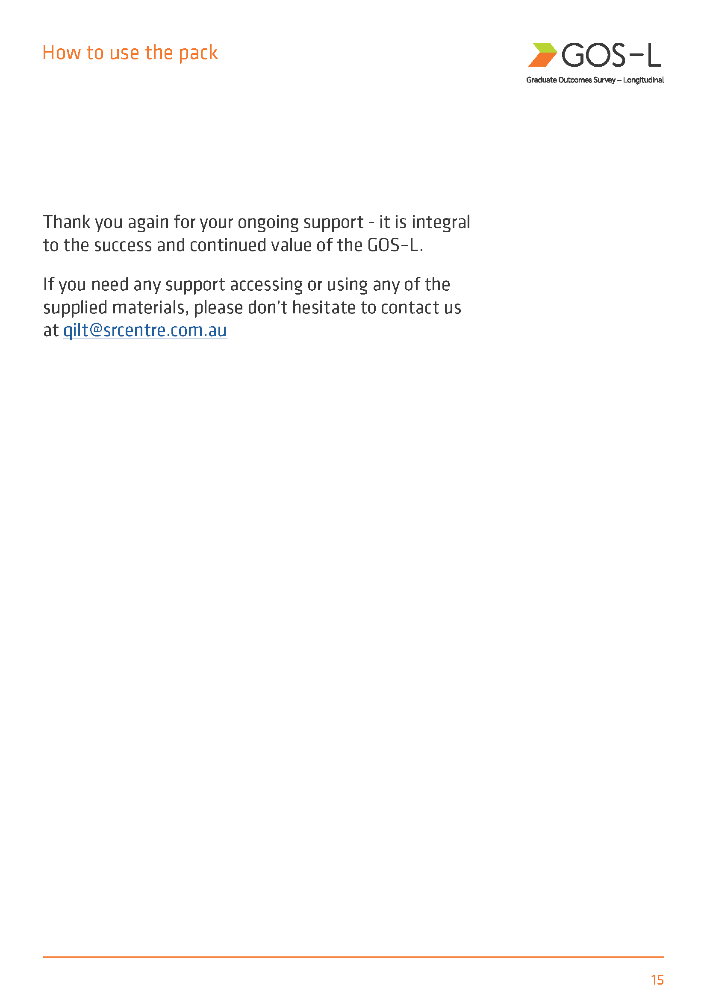 How to use the pack
GOS–L
Graduate Outcomes Survey – Longitudinal
Thank you again for your ongoing support - it is integral
to the success and continued value of the GOS–L.
If you need any support accessing or using any of the
supplied materials, please don’t hesitate to contact us
at qilt@srcentre.com.au
15